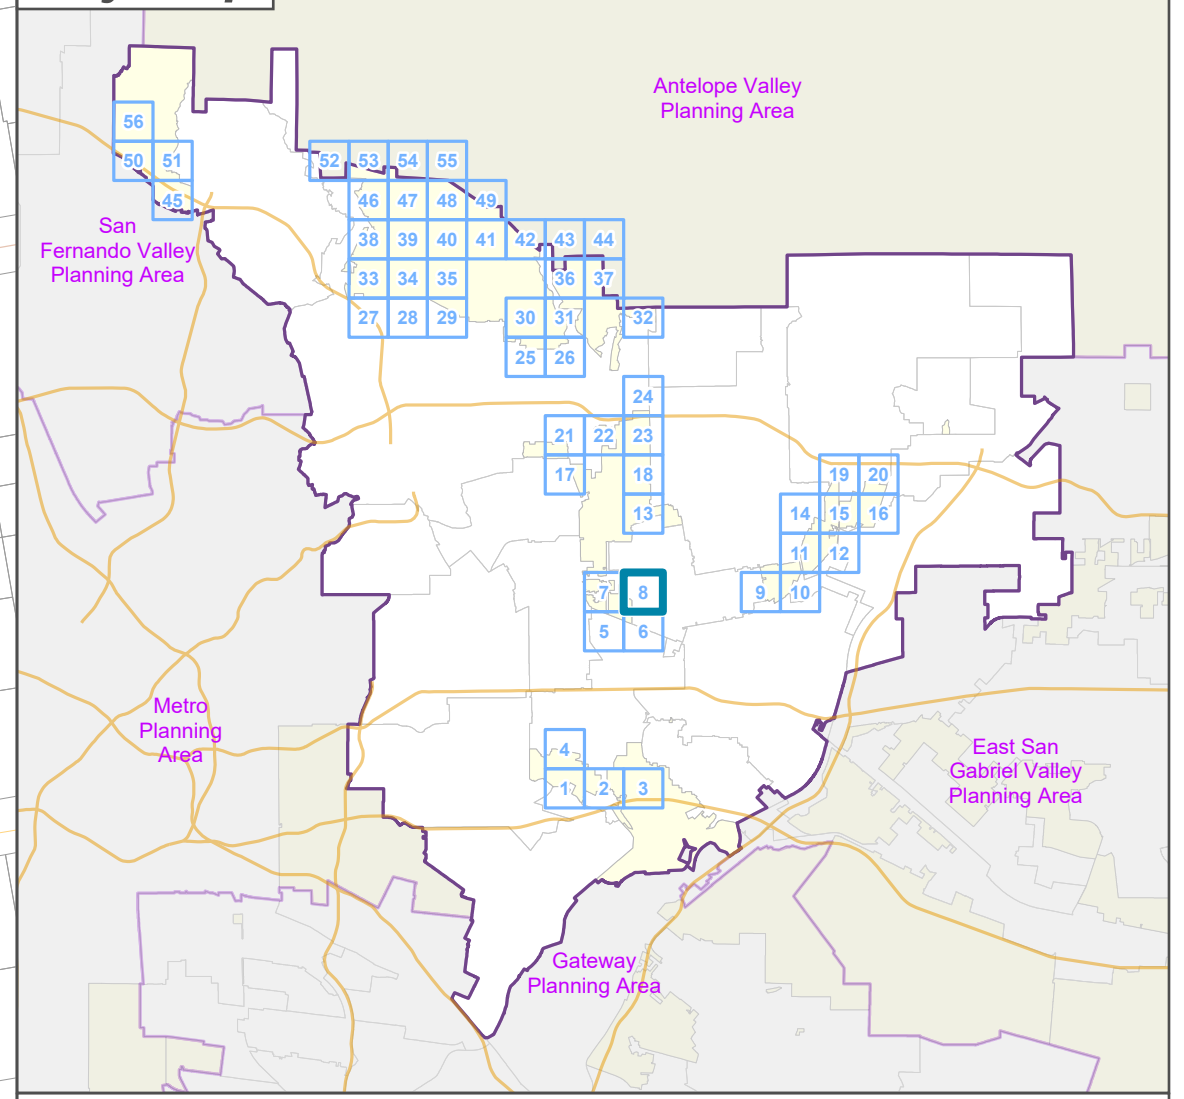 Antelope Valley
Planning Area
56
50 51
52 53 54 55
45
46 47 48 49
San
Fernando Valley
Planning Area
38 39 40 41 42 43 44
33 34 35 36 37
27 28 29 30 31 32
25 26
24
21 22 23
17 18 19 20
13 14 15 16
11 12
7 8 9 10
5 6
Metro
Planning
Area
4
East San
Gabriel Valley
Planning Area
1 2 3
Gateway
Planning Area